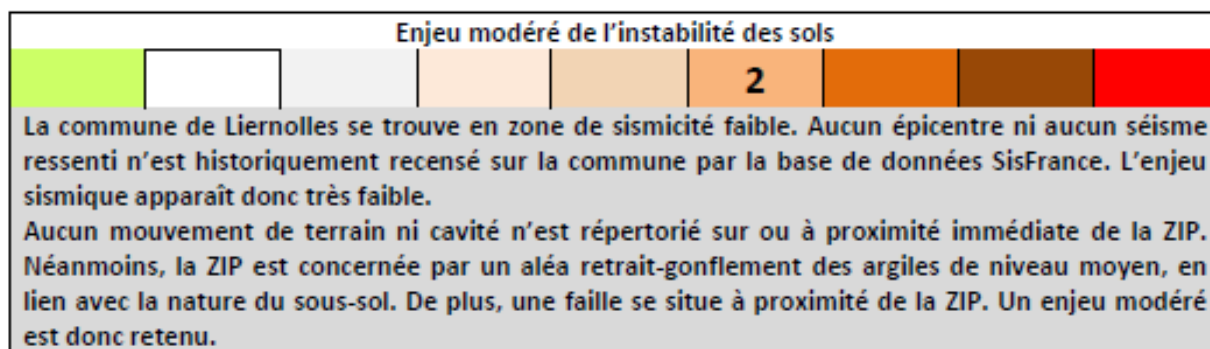 Enjeu modéré de l'instabilité des sols
2
La commune de Liernolles se trouve en zone de sismicité faible. Aucun épicentre ni aucun séisme
ressenti n'est historiquement recensé sur la commune par la base de données SisFrance. L'enjeu
sismique apparaît donc très faible.
Aucun mouvement de terrain ni cavité n'est répertorié sur ou à proximité immédiate de la ZIP.
Néanmoins, la ZIP est concernée par un aléa retrait-gonflement des argiles de niveau moyen, en
lien avec la nature du sous-sol. De plus, une faille se situe à proximité de la ZIP. Un enjeu modéré
est donc retenu.